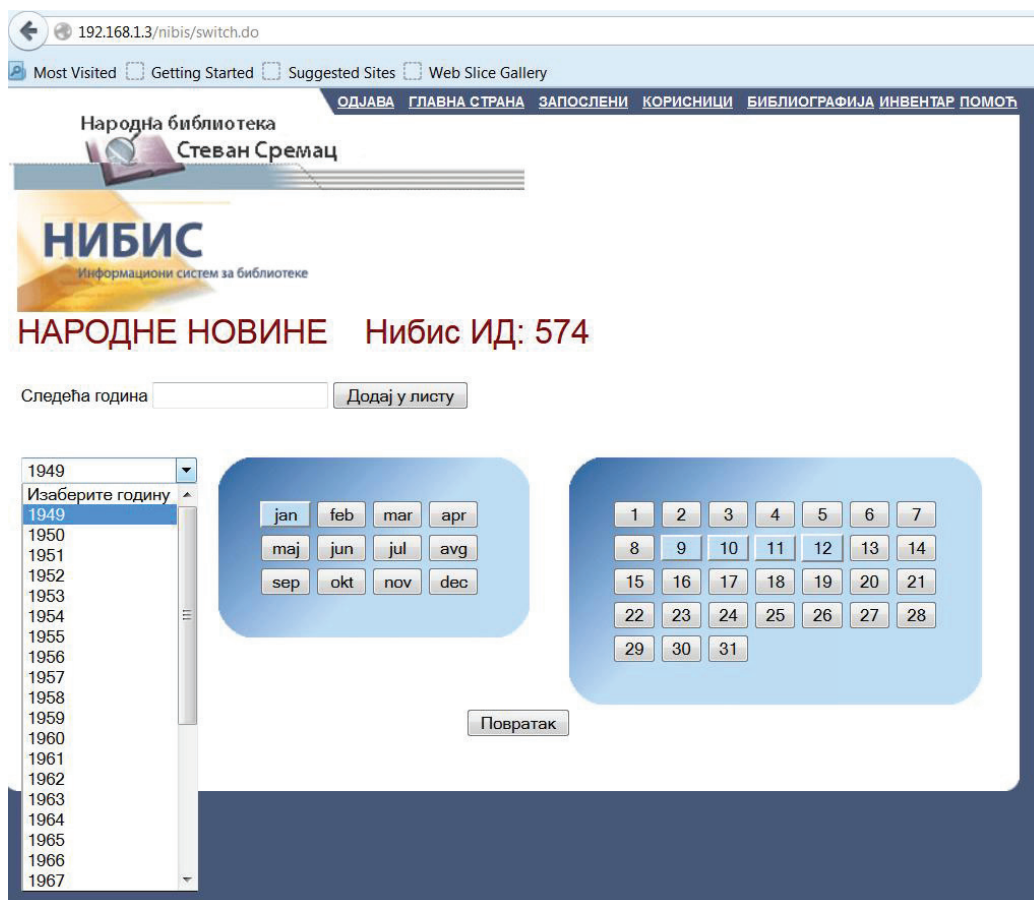 192.168.1.3/nibis/switch.do
Most Visited Getting Started Suggested Sites Web Slice Gallery
ОДЈАВА ГЛАВНА СТРАНА ЗАПОСЛЕНИ КОРИСНИЦИ БИБЛИОГРАФИЈА ИНВЕНТАР ПОМОЋ
Народна библиотека
Стеван Сремац
НИБИС
Информациони систем за библиотеке
НАРОДНЕ НОВИНЕ Нибис ИД: 574
Следећа година Додај у листу
1949
Изаберите годину
1949
1950
1951
1952
1953
1954
1955
1956
1957
1958
1959
1960
1961
1962
1963
1964
1965
1966
1967
jan feb mar apr
maj jun jul avg
sep okt nov dec
1 2 3 4 5 6 7
8 9 10 11 12 13 14
15 16 17 18 19 20 21
22 23 24 25 26 27 28
29 30 31
Повратак